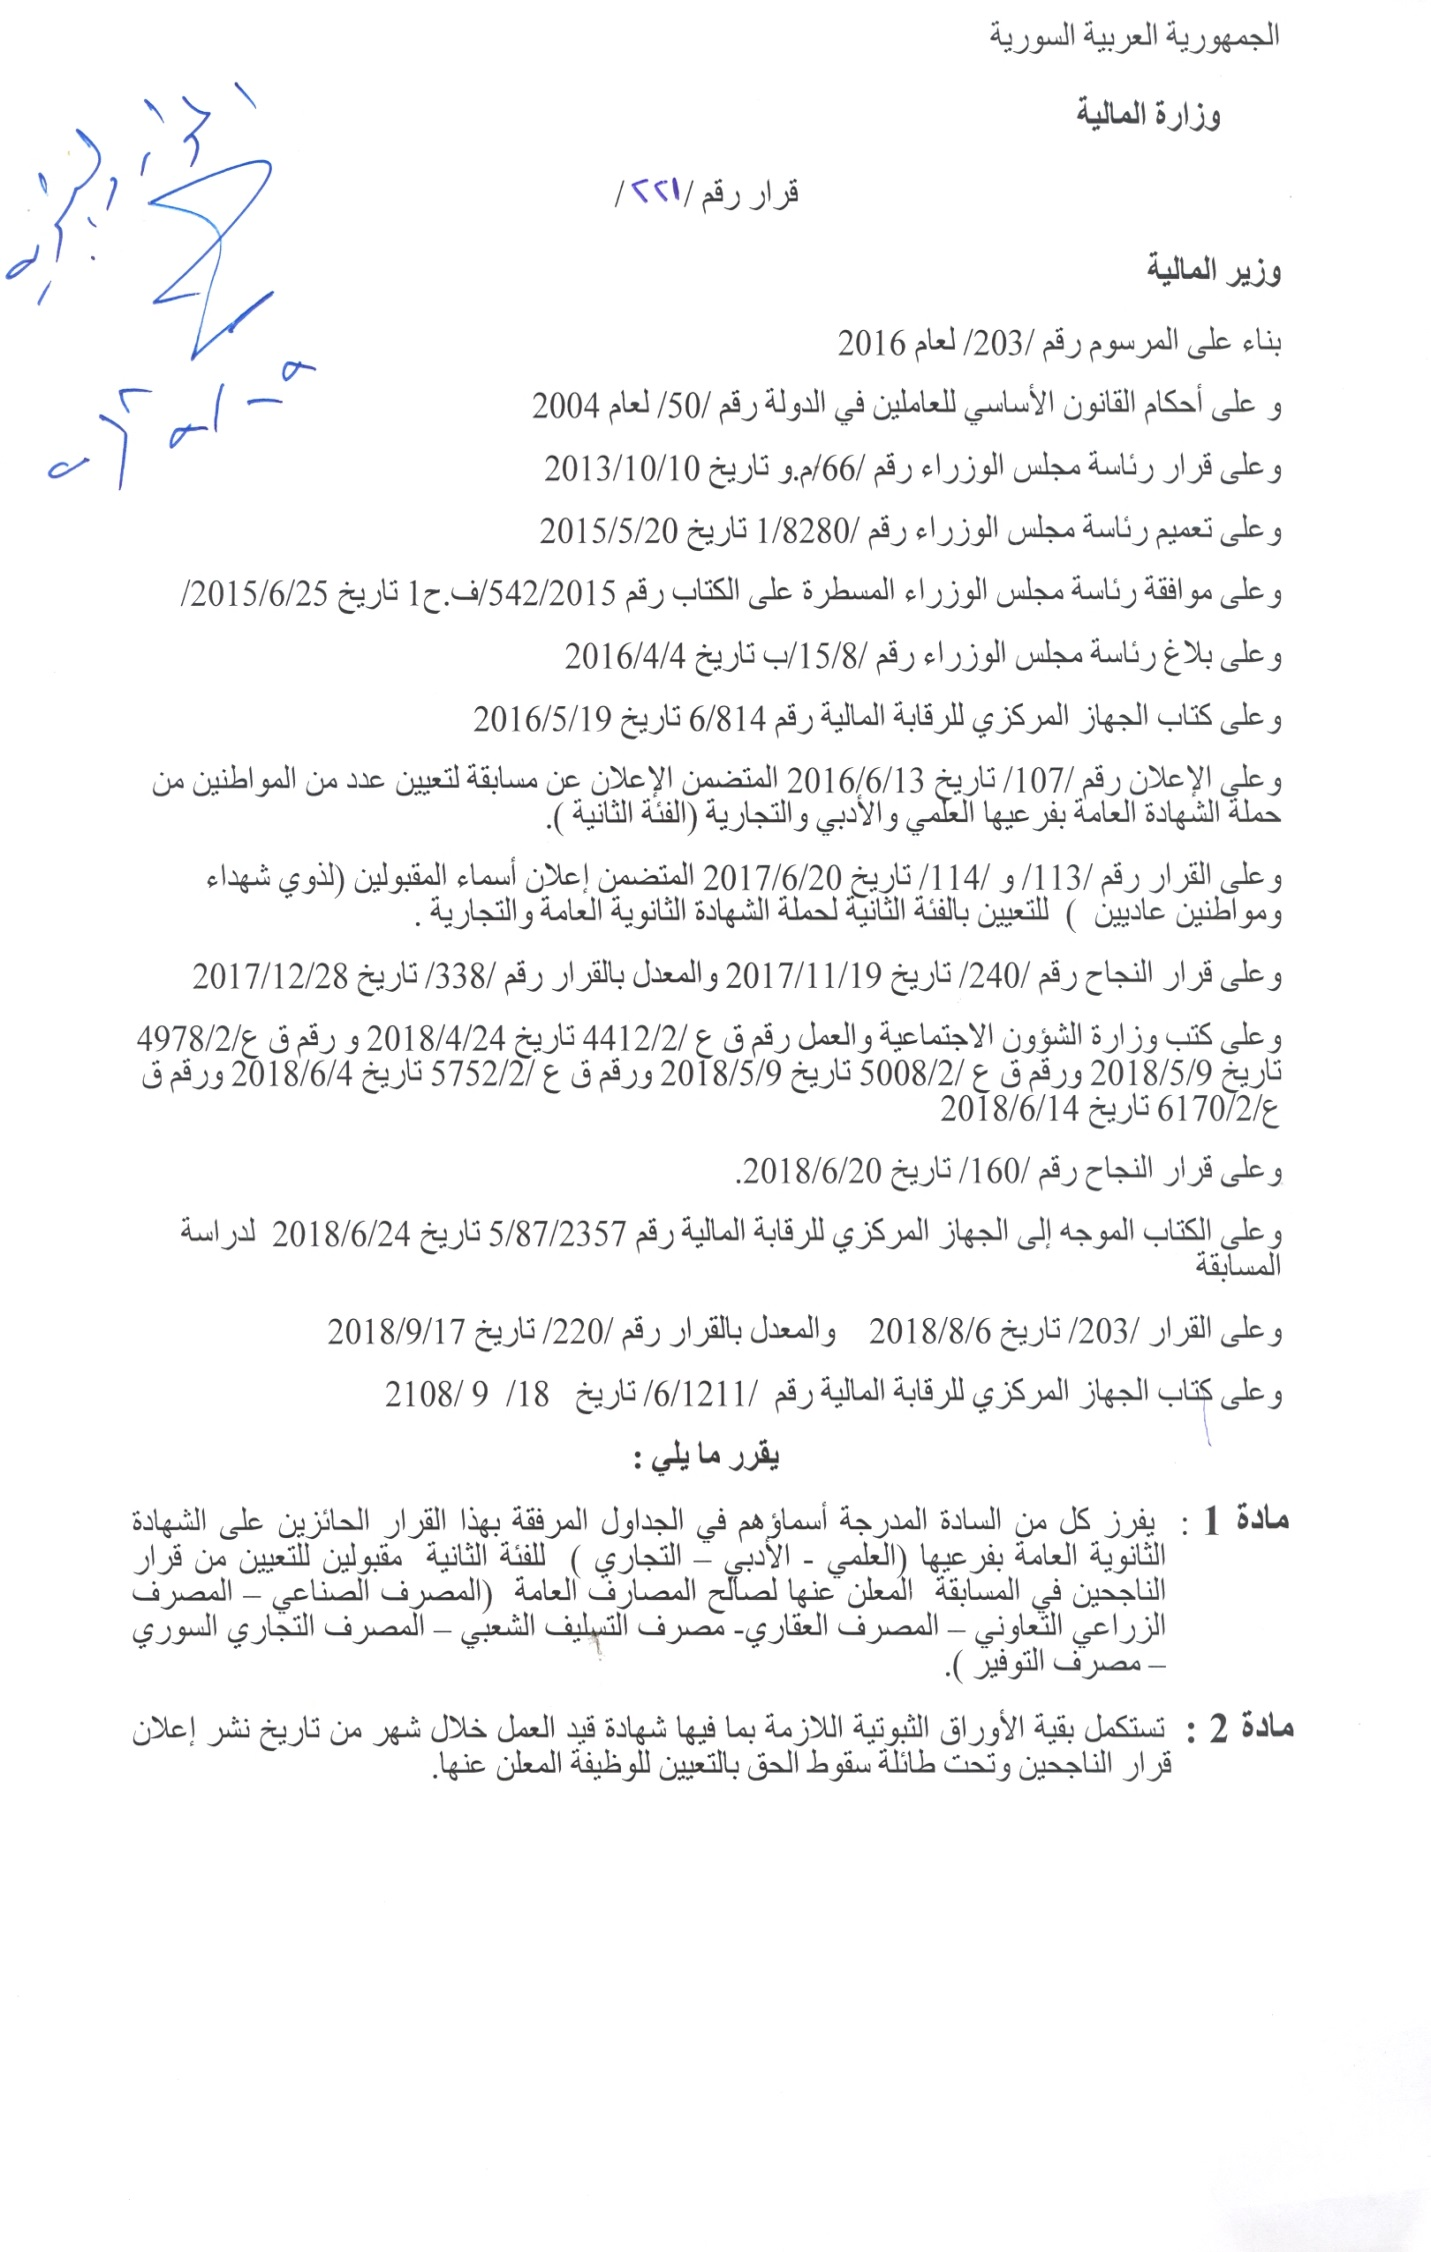 الجمهورية العربية السورية
وزارة المالية
قرار رقم /٢٢١/
وزير المالية
بناء على المرسوم رقم /203/ لعام 2016
و على أحكام القانون الأساسي للعاملين في الدولة رقم /50/ لعام 2004
وعلى قرار رئاسة مجلس الوزراء رقم /66/م.و تاريخ 2013/10/10
وعلى تعميم رئاسة مجلس الوزراء رقم /1/8280 تاريخ 2015/5/20
وعلى موافقة رئاسة مجلس الوزراء المسطرة على الكتاب رقم 542/2015/ف.ح1 تاريخ 2015/6/25/
وعلى بلاغ رئاسة مجلس الوزراء رقم /15/8/ب تاريخ 2016/4/4
وعلى كتاب الجهاز المركزي للرقابة المالية رقم 6/814 تاريخ 2016/5/19
وعلى الإعلان رقم /107/ تاريخ 2016/6/13 المتضمن الإعلان عن مسابقة لتعيين عدد من المواطنين من
حملة الشهادة العامة بفرعيها العلمي والأدبي والتجارية (الفئة الثانية ).
وعلى القرار رقم /113/ و /114/ تاريخ 2017/6/20 المتضمن إعلان أسماء المقبولين (لذوي شهداء
ومواطنين عاديين ) للتعيين بالفئة الثانية لحملة الشهادة الثانوية العامة والتجارية .
وعلى قرار النجاح رقم /240/ تاريخ 2017/11/19 والمعدل بالقرار رقم /338/ تاريخ 2017/12/28
وعلى كتب وزارة الشؤون الاجتماعية والعمل رقم ق ع /4412/2 تاريخ 2018/4/24 و رقم ق ع/4978/2
تاريخ 2018/5/9 ورقم ق ع /5008/2 تاريخ 2018/5/9 ورقم ق ع /5752/2 تاريخ 2018/6/4 ورقم ق
ع/6170/2 تاريخ 2018/6/14
وعلى قرار النجاح رقم /160/ تاريخ 2018/6/20.
وعلى الكتاب الموجه إلى الجهاز المركزي للرقابة المالية رقم 5/87/2357 تاريخ 2018/6/24 لدراسة
المسابقة
وعلى القرار /203/ تاريخ 2018/8/6 والمعدل بالقرار رقم /220/ تاريخ 2018/9/17
وعلى كتاب الجهاز المركزي للرقابة المالية رقم /6/1211/ تاريخ 18/ 9 /2108
يقرر ما يلي :
مادة 1 : يفرز كل من السادة المدرجة أسماؤهم في الجداول المرفقة بهذا القرار الحائزين على الشهادة
الثانوية العامة بفرعيها (العلمي - الأدبي – التجاري ) للفئة الثانية مقبولين للتعيين من قرار
الناجحين في المسابقة المعلن عنها لصالح المصارف العامة (المصرف الصناعي – المصرف
الزراعي التعاوني – المصرف العقاري- مصرف التسليف الشعبي – المصرف التجاري السوري
– مصرف التوفير ).
مادة 2 : تستكمل بقية الأوراق الثبوتية اللازمة بما فيها شهادة قيد العمل خلال شهر من تاريخ نشر إعلان
قرار الناجحين وتحت طائلة سقوط الحق بالتعيين للوظيفة المعلن عنها.